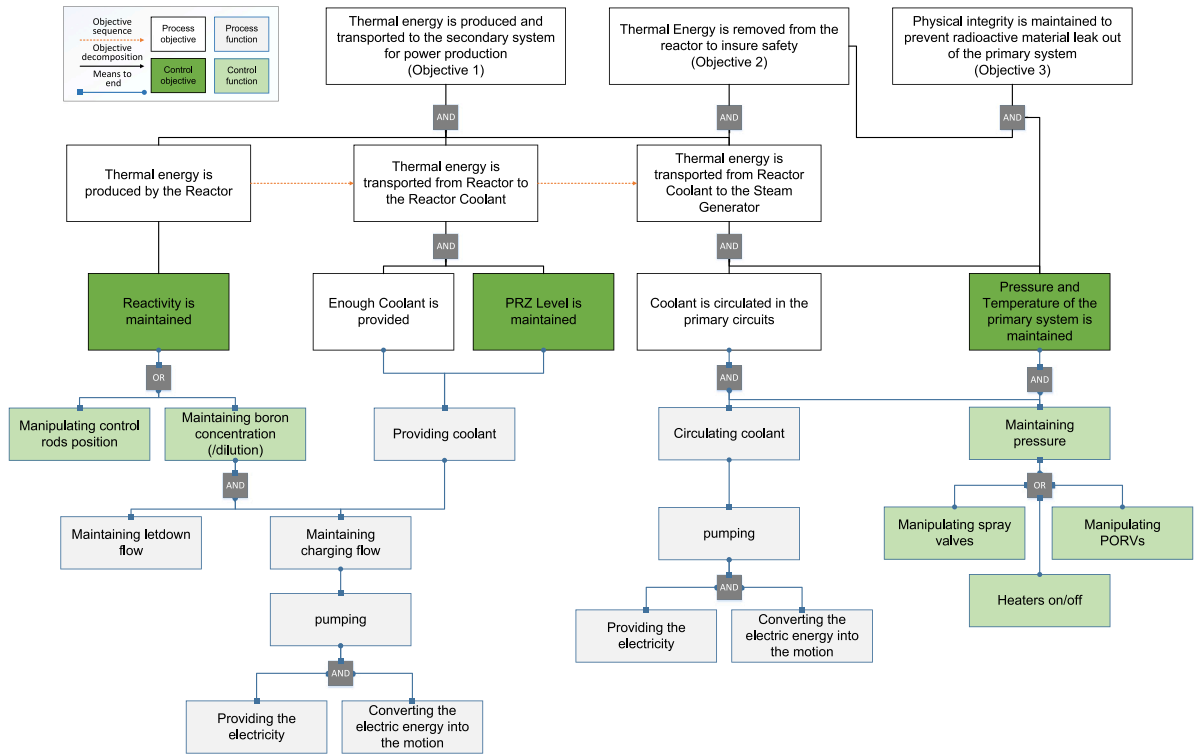 Objective
sequence
Process
objective
Process
function
Objective
decomposition
Means to
end
Control
objective
Control
function
Thermal energy is produced and
transported to the secondary system
for power production
(Objective 1)
Thermal Energy is removed from the
reactor to insure safety
(Objective 2)
Physical integrity is maintained to
prevent radioactive material leak out
of the primary system
(Objective 3)
AND
AND
AND
Thermal energy is
produced by the Reactor
Thermal energy is
transported from Reactor to
the Reactor Coolant
Thermal energy is
transported from Reactor
Coolant to the Steam
Generator
AND
AND
Reactivity is
maintained
Enough Coolant is
provided
PRZ Level is
maintained
Coolant is circulated in the
primary circuits
Pressure and
Temperature of the
primary system is
maintained
OR
AND
AND
Manipulating control
rods position
Maintaining boron
concentration
(/dilution)
Providing coolant
Circulating coolant
Maintaining
pressure
AND
OR
Maintaining letdown
flow
Maintaining
charging flow
pumping
Manipulating spray
valves
Manipulating
PORVs
AND
Heaters on/off
pumping
Providing the
electricity
Converting the
electric energy into
the motion
AND
Providing the
electricity
Converting the
electric energy into
the motion